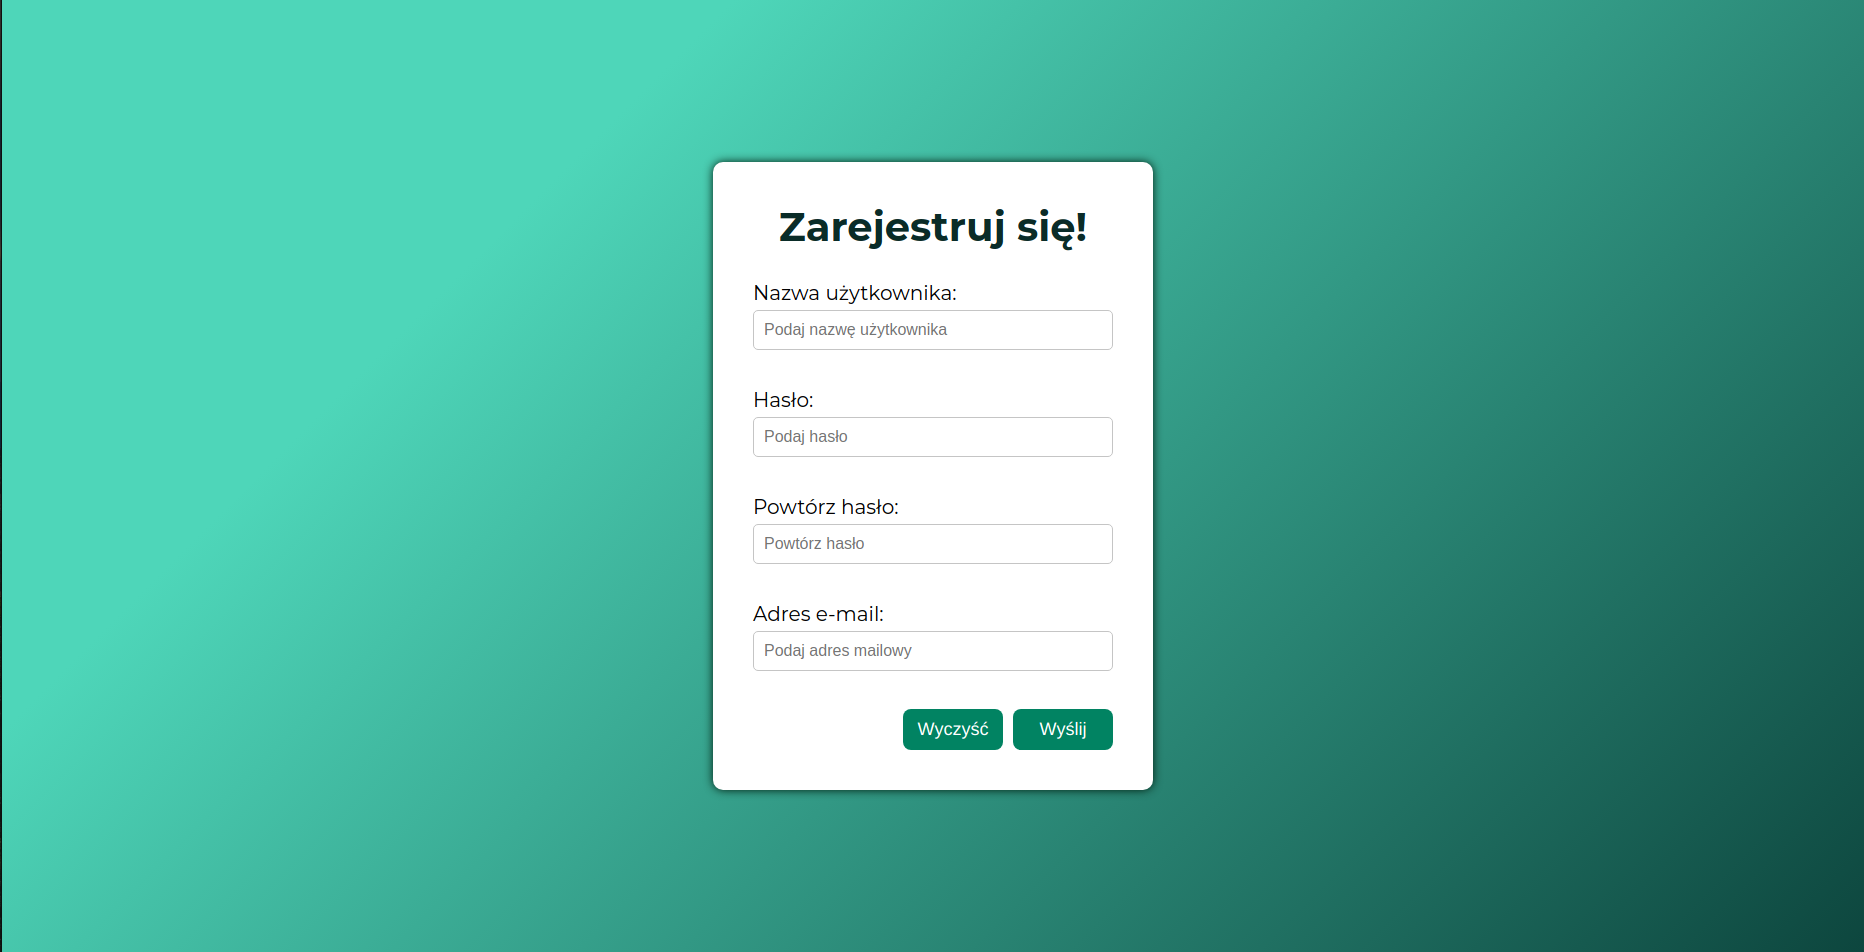 Zarejestruj się!
Nazwa użytkownika:
Podaj nazwę użytkownika
Hasło:
Podaj hasło
Powtórz hasło:
Powtórz hasło
Adres e-mail:
Podaj adres mailowy
Wyczyść Wyślij